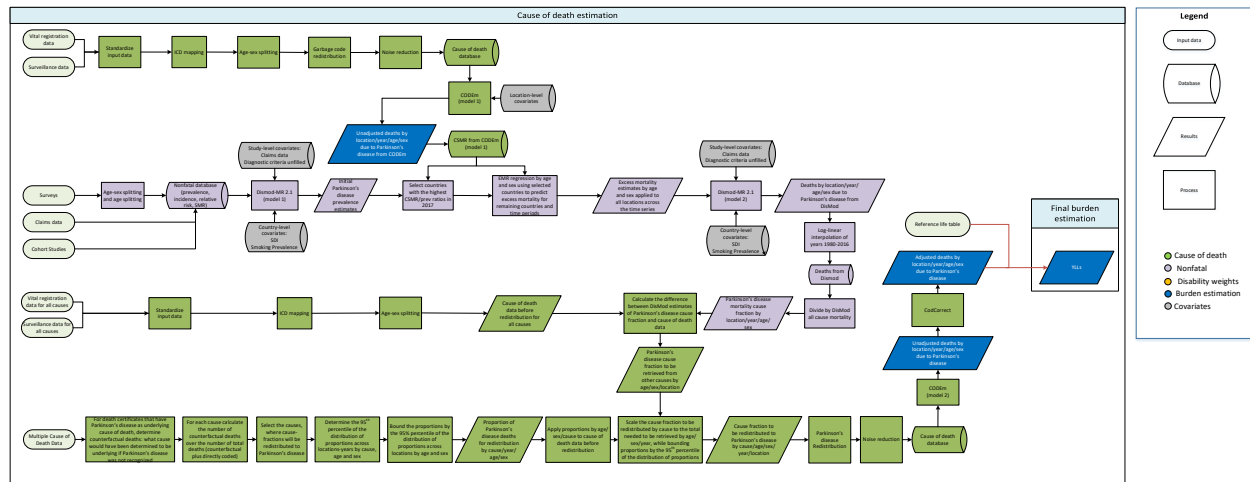 Cause of death estimation
Vital registration
data
Surveillance data
Standardise
input data
ICD mapping
Age-sex splitting
Garbage code
redistribution
Noise reduction
Cause of death
database
CODEm
(model 1)
Location-level
covariates
Unadjusted deaths by
location/year/age/sex
due to Parkinson's
disease from CODEm
CSMR from CODEm
(model 1)
Study-level covariates:
Claims data
Diagnostic criteria unfilled
Surveys
Claims data
Cohort Studies
Age-sex splitting
and age splitting
Nonfatal database
(prevalence,
incidence, relative
risk, SMR)
Dismod-MR 2.1
(model 1)
Country-level
covariates:
SDI
Smoking Prevalence
Initial
Parkinson's
disease prevalence
estimates
Select countries
with the highest
CSMR/prev ratios in
2017
EMR regression by age
and sex using selected
countries to predict
excess mortality for
remaining countries and
time periods
Excess mortality
estimates by age
and sex applied to
all locations across
the time series
Study-level covariates:
Claims data
Diagnostic criteria unfilled
Dismod-MR 2.1
(model 2)
Country-level
covariates:
SDI
Smoking Prevalence
Deaths by
location/year/
age/sex due to
Parkinson's
disease from
DisMod
Log-linear
interpolation of
years 1980-2016
Deaths from
Dismod
Divide by DisMod
all cause mortality
Parkinson's disease
mortality cause
fraction by
location/year/age/
sex
Vital registration
data for all causes
Surveillance data for
all causes
Standardise
input data
ICD mapping
Age-sex splitting
Cause of death
data before
redistribution for
all causes
Calculate the difference
between DisMod estimates
of Parkinson's disease cause
fraction and cause of death
data
Parkinson's
disease cause
fraction to be
retrieved from
other causes by
age/sex/location
Multiple Cause of
Death Data
For death certificates that have
Parkinson's disease as underlying
cause of death, determine
counterfactual deaths: what cause
would have been determined to be
underlying if Parkinson's disease
was not recognized
For each cause calculate
the number of
counterfactual deaths
over the number of total
deaths (counterfactual
plus directly coded)
Select the causes,
where cause-
fractions will be
redistributed to
Parkinson's disease
Determine the 95th
percentile of the
distribution of
proportions across
locations-years by cause,
age and sex
Bound the proportions by
the 95% percentile of the
distribution of
proportions across
locations by age and sex
Proportion of
Parkinson's
disease deaths for
redistribution by
cause/year/
age/sex
Apply proportions by age/
sex/cause to cause of
death data before
redistribution
Scale the cause fraction to be
redistributed by cause to the total
needed to be retrieved by age/
sex/year, while bounding
proportions by the 95th percentile
of the distribution of proportions
Cause fraction to
be redistributed to
Parkinson's disease by
cause/age/sex/
year/location
Parkinson's
disease
Redistribution
Noise reduction
Cause of death
database
CODEm
(model 2)
Unadjusted deaths by
location/year/age/sex
due to Parkinson's
disease
CodCorrect
Adjusted deaths by
location/year/age/sex
due to Parkinson's
disease
Reference life table
Final burden
estimation
YLLs
Legend
Input data
Database
Results
Process
Cause of death
Nonfatal
Disability weights
Burden estimation
Covariates